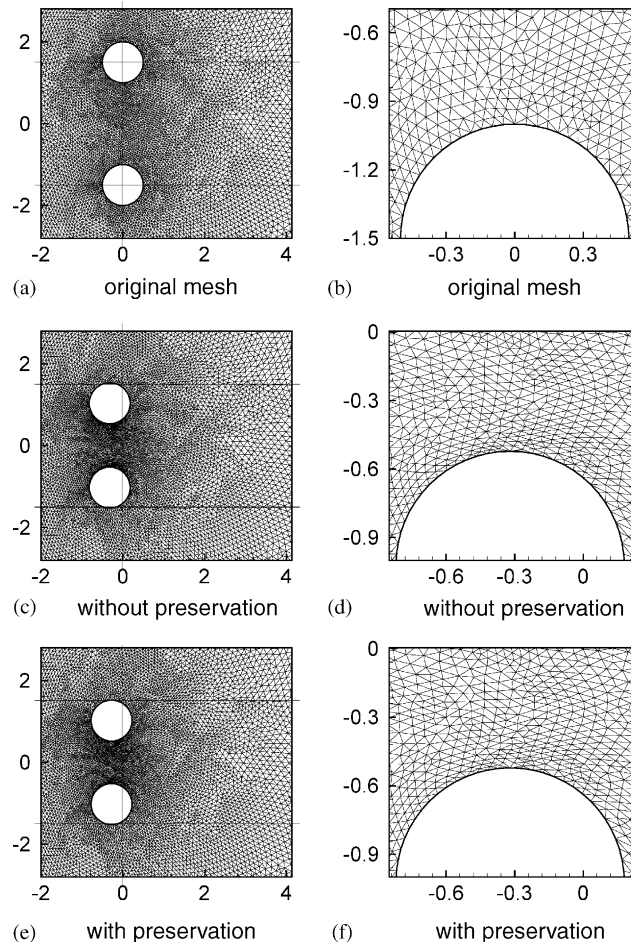 2
0
-2
-2 0 2 4
(a) original mesh
-0.6
-0.9
-1.2
-1.5
-0.3 0 0.3
(b) original mesh
2
0
-2
-2 0 2 4
(c) without preservation
0
-0.3
-0.6
-0.9
-0.6 -0.3 0
(d) without preservation
2
0
-2
-2 0 2 4
(e) with preservation
0
-0.3
-0.6
-0.9
-0.6 -0.3 0
(f) with preservation